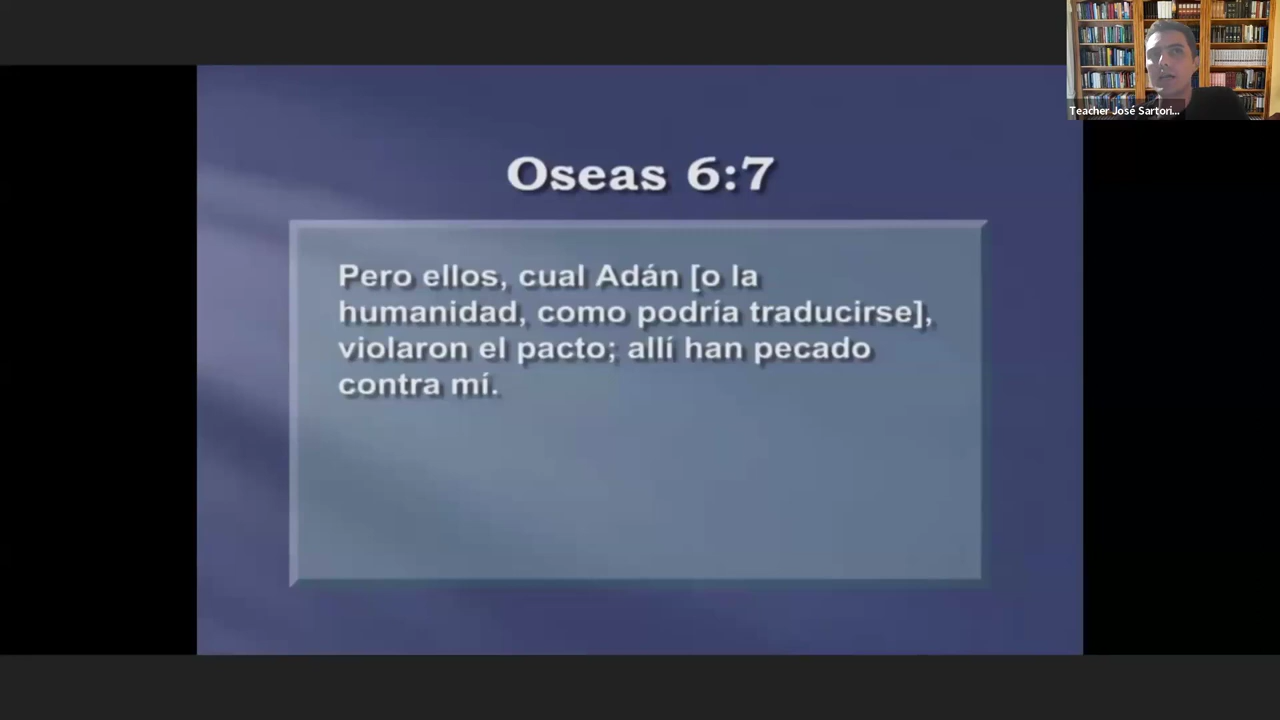 Teacher José Sartori...
Oseas 6:7
Pero ellos, cual Adán [o la
humanidad, como podría traducirse],
violaron el pacto; allí han pecado
contra mí.